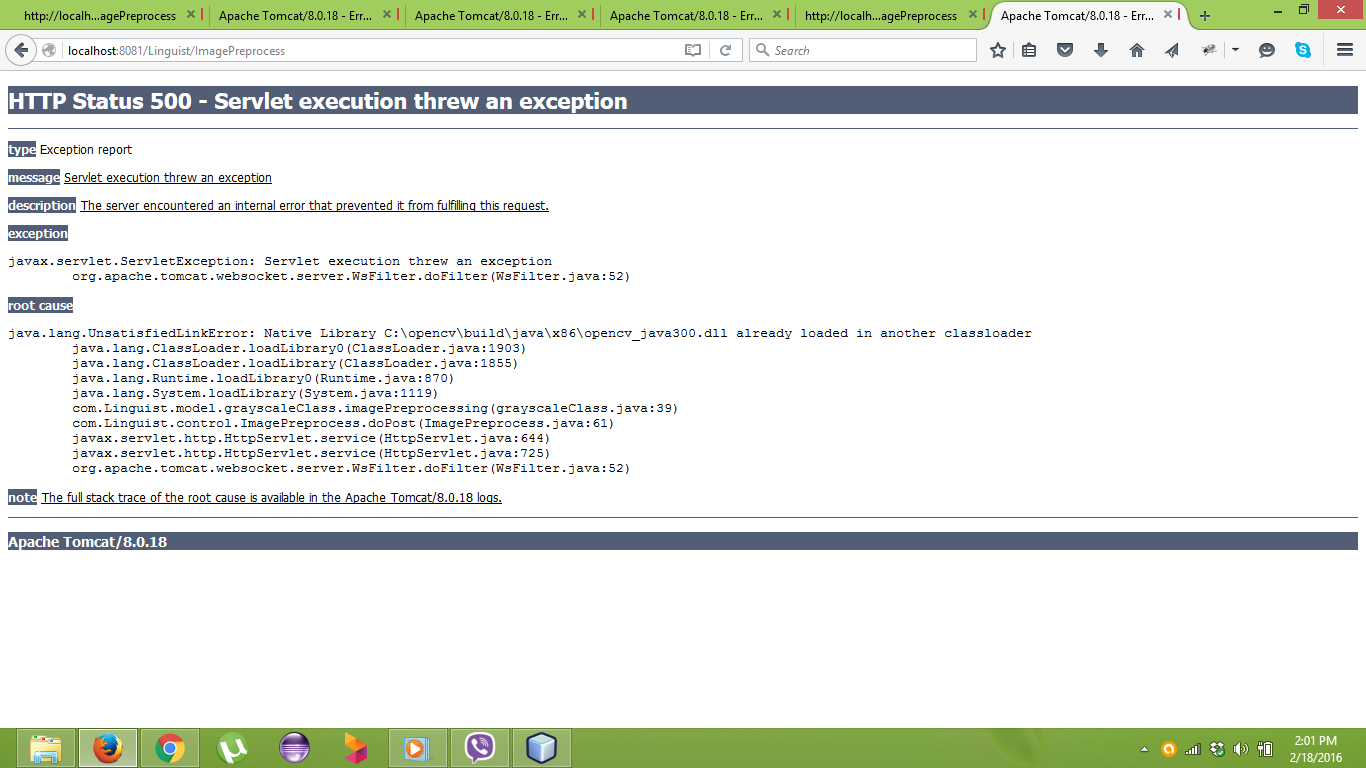 http://localh...agePreprocess
Apache Tomcat/8.0.18 - Err...
Apache Tomcat/8.0.18 - Err...
Apache Tomcat/8.0.18 - Err...
http://localh...agePreprocess
Apache Tomcat/8.0.18 - Err...
localhost:8081/Linguist/ImagePreprocess
Search
HTTP Status 500 - Servlet execution threw an exception
type Exception report
message Servlet execution threw an exception
description The server encountered an internal error that prevented it from fulfilling this request.
exception
javax.servlet.ServletException: Servlet execution threw an exception
org.apache.tomcat.websocket.server.WsFilter.doFilter(WsFilter.java:52)
root cause
java.lang.UnsatisfiedLinkError: Native Library C:\opencv\build\java\x86\opencv_java300.dll already loaded in another classloader
java.lang.ClassLoader.loadLibrary0(ClassLoader.java:1903)
java.lang.ClassLoader.loadLibrary(ClassLoader.java:1855)
java.lang.Runtime.loadLibrary0(Runtime.java:870)
java.lang.System.loadLibrary(System.java:1119)
com.Linguist.model.grayscaleClass.imagePreprocessing(grayscaleClass.java:39)
com.Linguist.control.ImagePreprocess.doPost(ImagePreprocess.java:61)
javax.servlet.http.HttpServlet.service(HttpServlet.java:644)
javax.servlet.http.HttpServlet.service(HttpServlet.java:725)
org.apache.tomcat.websocket.server.WsFilter.doFilter(WsFilter.java:52)
note The full stack trace of the root cause is available in the Apache Tomcat/8.0.18 logs.
Apache Tomcat/8.0.18
2:01 PM
2/18/2016